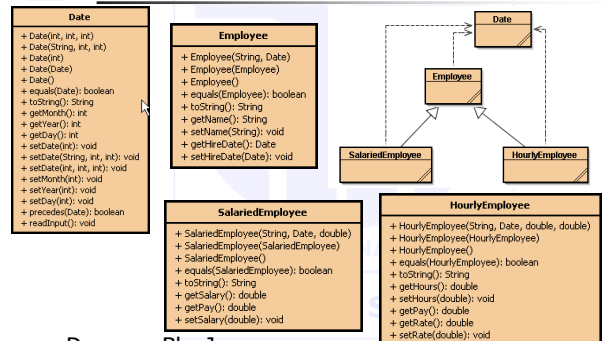 Date
+ Date(int, int, int)
+ Date(String, int, int)
+ Date(int)
+ Date(Date)
+ Date()
+ equals(Date): boolean
+ toString(): String
+ getMonth(): int
+ getYear(): int
+ getDay(): int
+ setDate(int): void
+ setDate(String, int, int): void
+ setDate(int, int, int): void
+ setMonth(int): void
+ setYear(int): void
+ setDay(int): void
+ precedes(Date): boolean
+ readInput(): void
Employee
+ Employee(String, Date)
+ Employee(Employee)
+ Employee()
+ equals(Employee): boolean
+ toString(): String
+ getName(): String
+ setName(String): void
+ getHireDate(): Date
+ setHireDate(Date): void
Date
Employee
SalariedEmployee
HourlyEmployee
SalariedEmployee
+ SalariedEmployee(String, Date, double)
+ SalariedEmployee(SalariedEmployee)
+ SalariedEmployee()
+ equals(SalariedEmployee): boolean
+ toString(): String
+ getSalary(): double
+ getPay(): double
+ setSalary(double): void
HourlyEmployee
+ HourlyEmployee(String, Date, double, double)
+ HourlyEmployee(HourlyEmployee)
+ HourlyEmployee()
+ equals(HourlyEmployee): boolean
+ toString(): String
+ getHours(): double
+ setHours(double): void
+ getPay(): double
+ getRate(): double
+ setRate(double): void